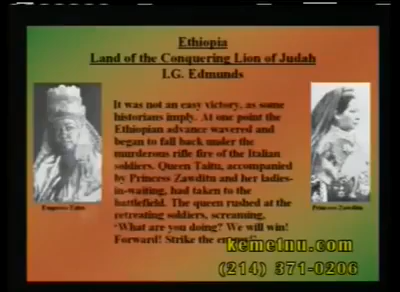 Ethiopia
Land of the Conquering Lion of Judah
I.G. Edmunds
It was not an easy victory, as some
historians imply. At one point the
Ethiopian advance wavered and
began to fall back under the
murderous rifle fire of the Italian
soldiers. Queen Taitu, accompanied
by Princess Zawditu and her ladies-
in-waiting, had taken to the
battlefield. The queen rushed at the
retreating soldiers, screaming,
‘What are you doing? We will win!
Forward! Strike the
Empress Taitu
Princess Zawditu
kemetnu.com
(214) 371-0206